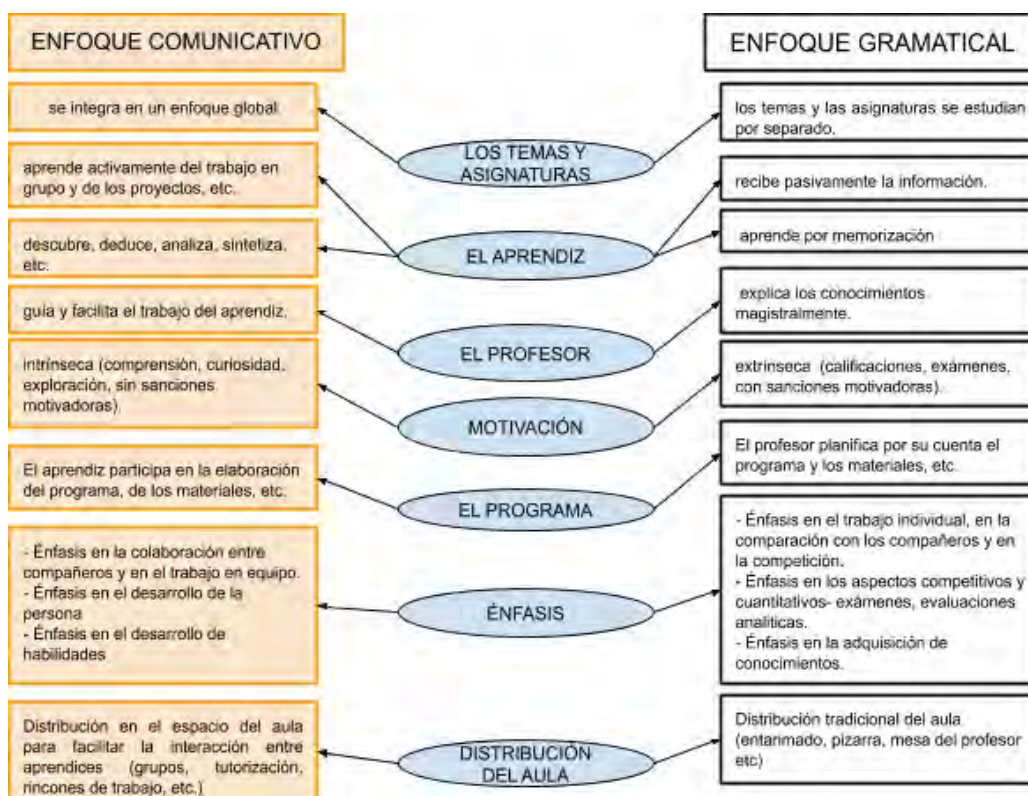 ENFOQUE COMUNICATIVO
ENFOQUE GRAMATICAL
se integra en un enfoque global.
LOS TEMAS Y
ASIGNATURAS
los temas y las asignaturas se estudian
por separado.
aprende activamente del trabajo en
grupo y de los proyectos, etc.
descubre, deduce, analiza, sintetiza,
etc.
EL APRENDIZ
recibe pasivamente la información.
aprende por memorización
guía y facilita el trabajo del aprendiz.
EL PROFESOR
explica los conocimientos
magistralmente.
intrínseca (comprensión, curiosidad,
exploración, sin sanciones
motivadoras).
MOTIVACIÓN
extrínseca (calificaciones, exámenes,
con sanciones motivadoras).
El aprendiz participa en la elaboración
del programa, de los materiales, etc.
EL PROGRAMA
El profesor planifica por su cuenta el
programa y los materiales, etc.
- Énfasis en la colaboración entre
compañeros y en el trabajo en equipo.
- Énfasis en el desarrollo de la
persona
- Énfasis en el desarrollo de
habilidades
ÉNFASIS
- Énfasis en el trabajo individual, en la
comparación con los compañeros y en
la competición.
- Énfasis en los aspectos competitivos y
cuantitativos- exámenes, evaluaciones
analíticas.
- Énfasis en la adquisición de
conocimientos.
Distribución en el espacio del aula
para facilitar la interacción entre
aprendices (grupos, tutorización,
rincones de trabajo, etc.)
DISTRIBUCIÓN
DEL AULA
Distribución tradicional del aula
(entarimado, pizarra, mesa del profesor
etc)